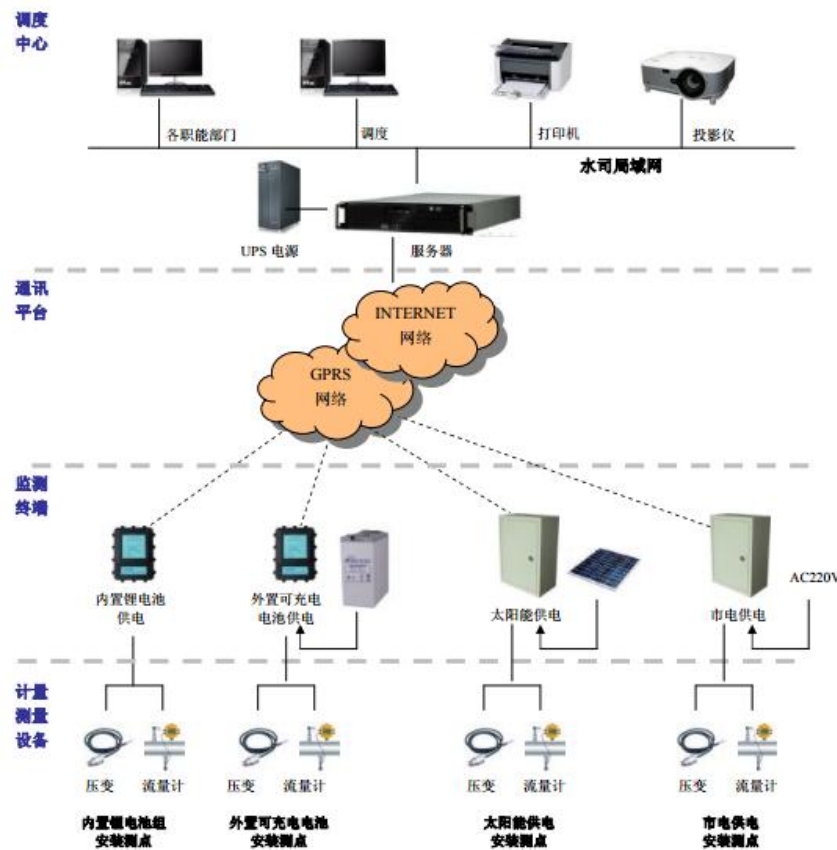 调度
中心
各职能部门
调度
打印机
投影仪
水司局域网
UPS 电源
服务器
通讯
平台
INTERNET
网络
GPRS
网络
监测
终端
内置锂电池
供电
外置可充电
电池供电
太阳能供电
市电供电
AC220V
计量
测量
设备
压变
流量计
压变
流量计
压变
流量计
压变
流量计
内置锂电池组
安装测点
外置可充电电池
安装测点
太阳能供电
安装测点
市电供电
安装测点